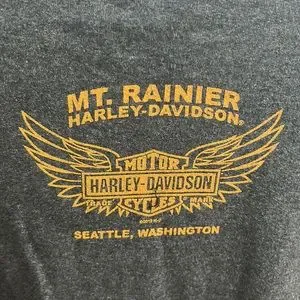 MT. RAINIER
HARLEY-DAVIDSON®
MOTOR
HARLEY-DAVIDSON
TRADE MARK
CYCLES
SEATTLE, WASHINGTON